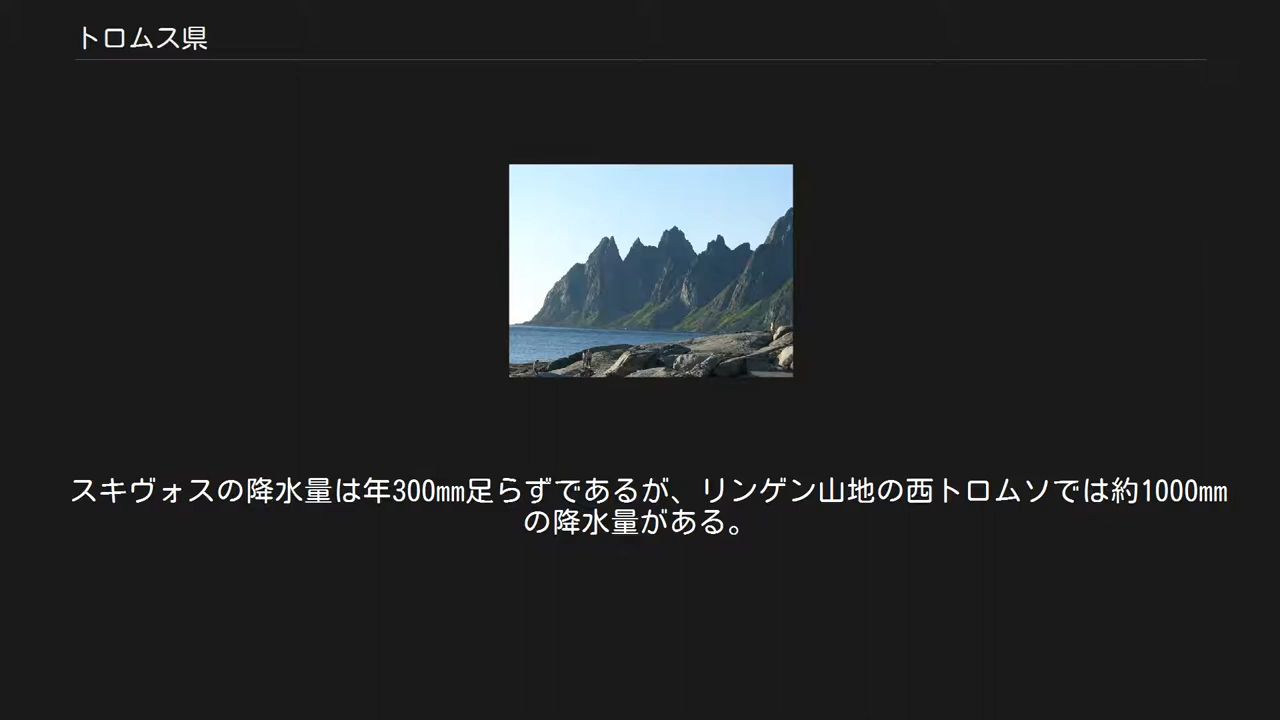 トロムス県
スキヴォスの降水量は年300mm足らずであるが、リンゲン山地の西トロムソでは約1000mm
の降水量がある。